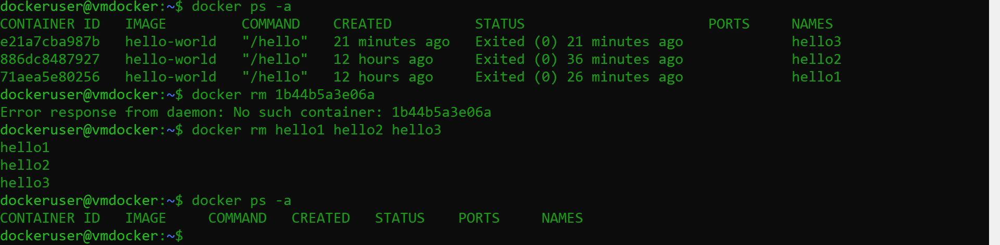 dockeruser@vmdocker:~$ docker ps -a
CONTAINER ID   IMAGE         COMMAND    CREATED          STATUS                      PORTS     NAMES
e21a7cba987b   hello-world   "/hello"   21 minutes ago   Exited (0) 21 minutes ago             hello3
886dc8487927   hello-world   "/hello"   12 hours ago     Exited (0) 36 minutes ago             hello2
71aea5e80256   hello-world   "/hello"   12 hours ago     Exited (0) 26 minutes ago             hello1
dockeruser@vmdocker:~$ docker rm 1b44b5a3e06a
Error response from daemon: No such container: 1b44b5a3e06a
dockeruser@vmdocker:~$ docker rm hello1 hello2 hello3
hello1
hello2
hello3
dockeruser@vmdocker:~$ docker ps -a
CONTAINER ID   IMAGE     COMMAND   CREATED   STATUS    PORTS     NAMES
dockeruser@vmdocker:~$